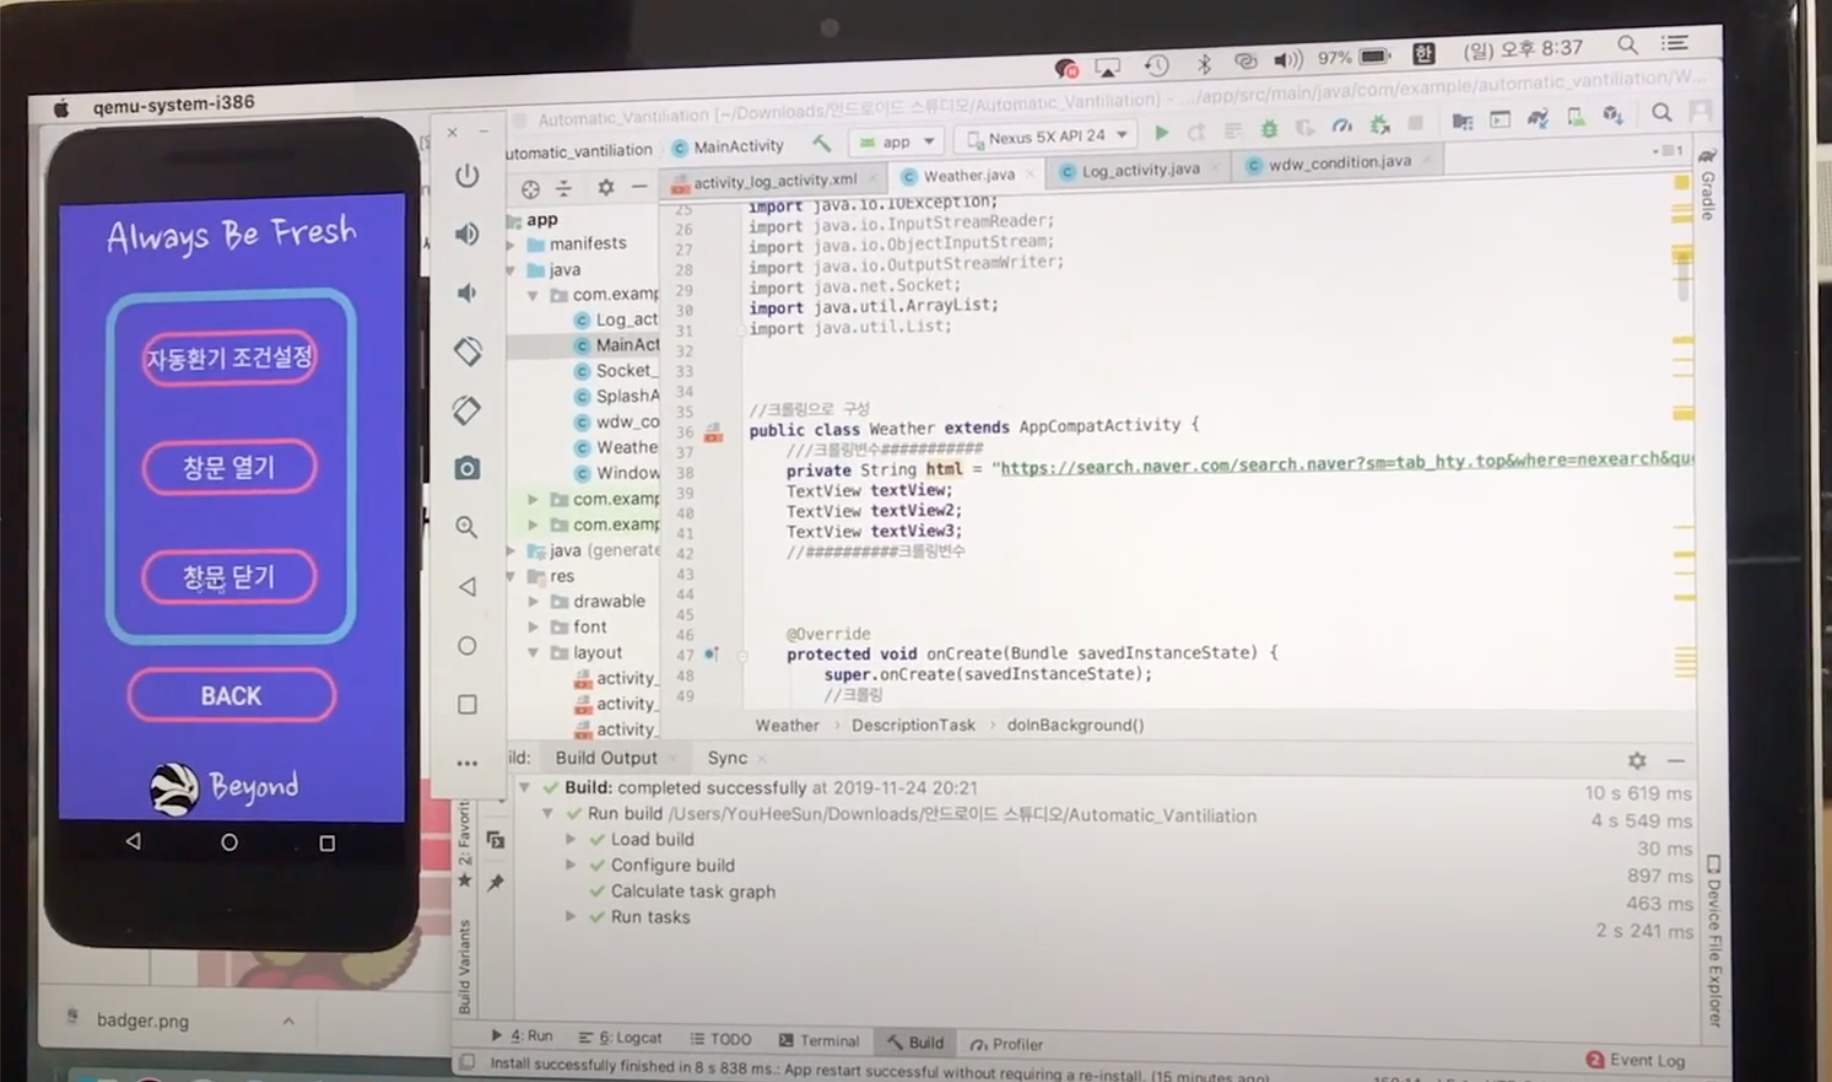 qemu-system-i386
97%
한
(일) 오후 8:37
Automatic_Vantiliation [~/Downloads/안드로이드 스튜디오/Automatic_Vantiliation] - .../app/src/main/java/com/example/automatic_vantiliation/W...
utomatic_vantiliation
MainActivity
app
Nexus 5X API 24
activity_log_activity.xml
Weather.java
Log_activity.java
wdw_condition.java
Gradle
Always Be Fresh
자동환기 조건설정
창문 열기
창문 닫기
BACK
Beyond
app
manifests
java
com.examp
Log_act
MainAct
Socket_
SplashA
wdw_co
Weathe
Window
com.examp
com.examp
java (generate
res
drawable
font
layout
activity_
activity_
activity_
25 import java.io.IOException;
26 import java.io.InputStreamReader;
27 import java.io.ObjectInputStream;
28 import java.io.OutputStreamWriter;
29 import java.net.Socket;
30 import java.util.ArrayList;
31 import java.util.List;
32
33
34
35 //크롤링으로 구성
36 public class Weather extends AppCompatActivity {
37 ///크롤링변수###########
38 private String html = "https://search.naver.com/search.naver?sm=tab_hty.top&where=nexearch&qu
39 TextView textView;
40 TextView textView2;
41 TextView textView3;
42 //##########크롤링변수
43
44
45
46 @Override
47 protected void onCreate(Bundle savedInstanceState) {
48 super.onCreate(savedInstanceState);
49 //크롤링
Weather › DescriptionTask › doInBackground()
ild: Build Output Sync
Build: completed successfully at 2019-11-24 20:21
10 s 619 ms
Run build /Users/YouHeeSun/Downloads/안드로이드 스튜디오/Automatic_Vantiliation
4 s 549 ms
Load build
30 ms
Configure build
897 ms
Calculate task graph
463 ms
Run tasks
2 s 241 ms
2: Favorit
Build Variants
Device File Explorer
badger.png
4: Run
6: Logcat
TODO
Terminal
Build
Profiler
2 Event Log
Install successfully finished in 8 s 838 ms.: App restart successful without requiring a re-install. (15 minutes ago)